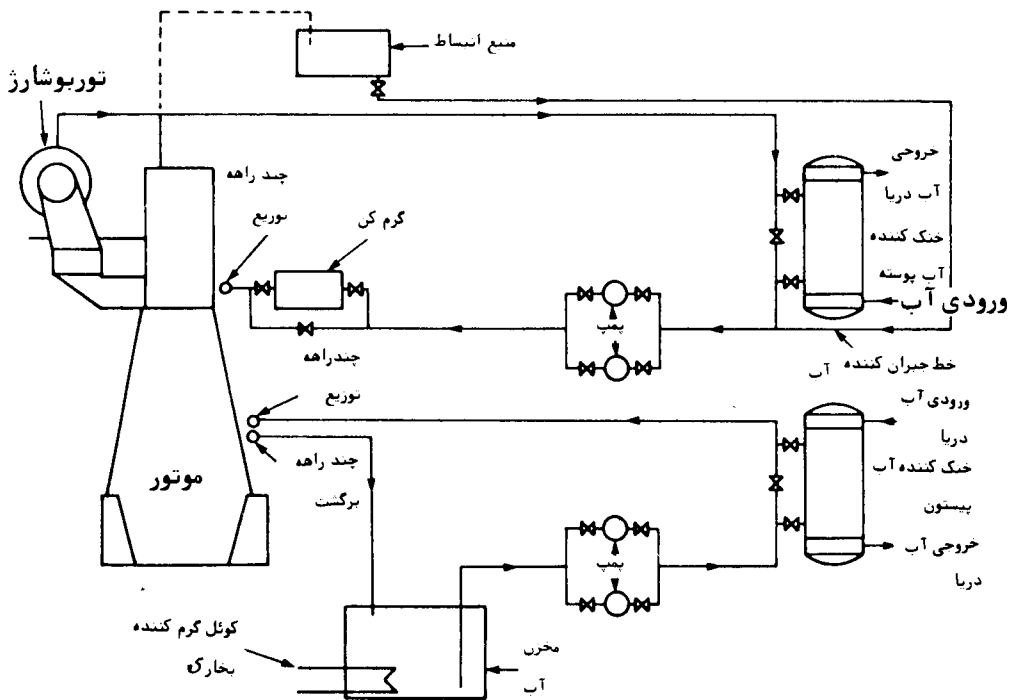 منبع انبساط
توربوشارژ
چند راهه
توزیع
گرم کن
خروجی
آب دریا
خنک کننده
آب پوسته
ورودی آب
پمپ
چندراهه
توزیع
خط جبران کننده
آب
ورودی آب
دریا
خنک کننده آب
پیستون
خروجی آب
دریا
چند راهه
برگشت
موتور
پمپ
کوئل گرم کننده
بخاری
مخزن
آب